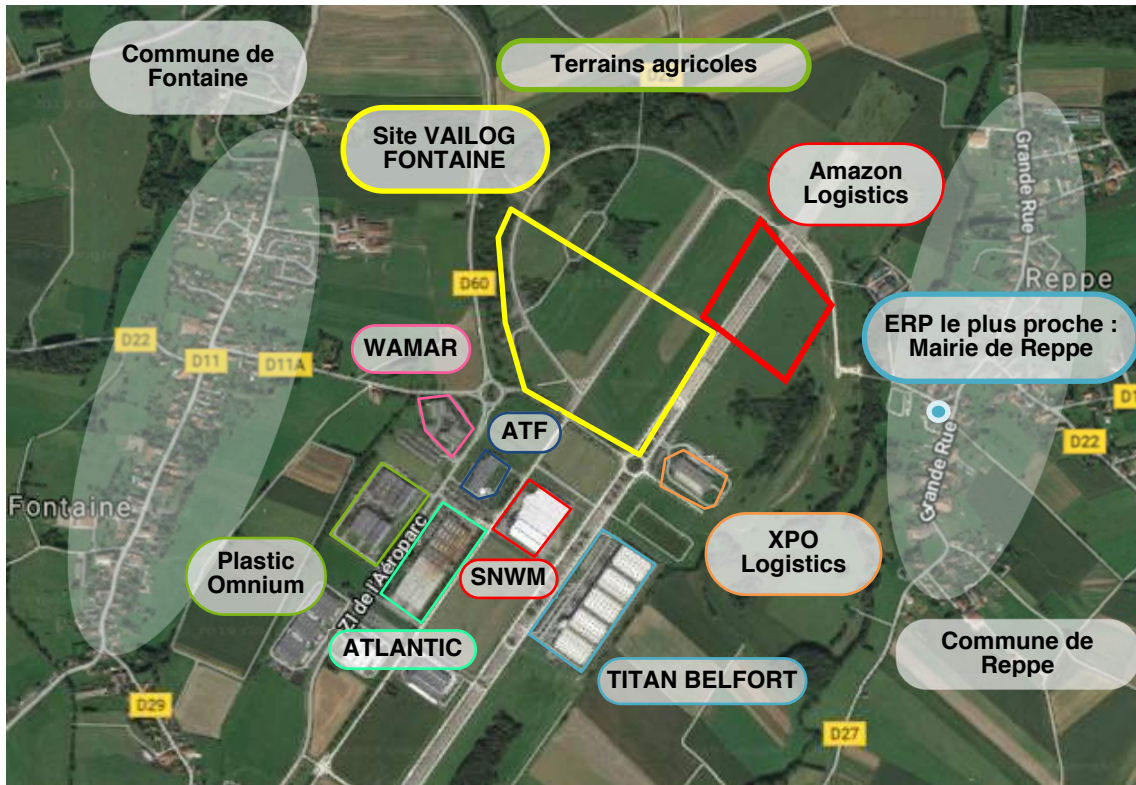 Commune de
Fontaine
Terrains agricoles
D22
Site VAILOG
FONTAINE
Amazon
Logistics
Grande Rue
Reppe
D60
ERP le plus proche :
Mairie de Reppe
WAMAR
D22
D11
D11A
ATF
D1
D22
Grande Rue
Fontaine
Plastic
Omnium
ZI de l'Aéroparc
SNWM
XPO
Logistics
ATLANTIC
TITAN BELFORT
Commune de
Reppe
D29
D27